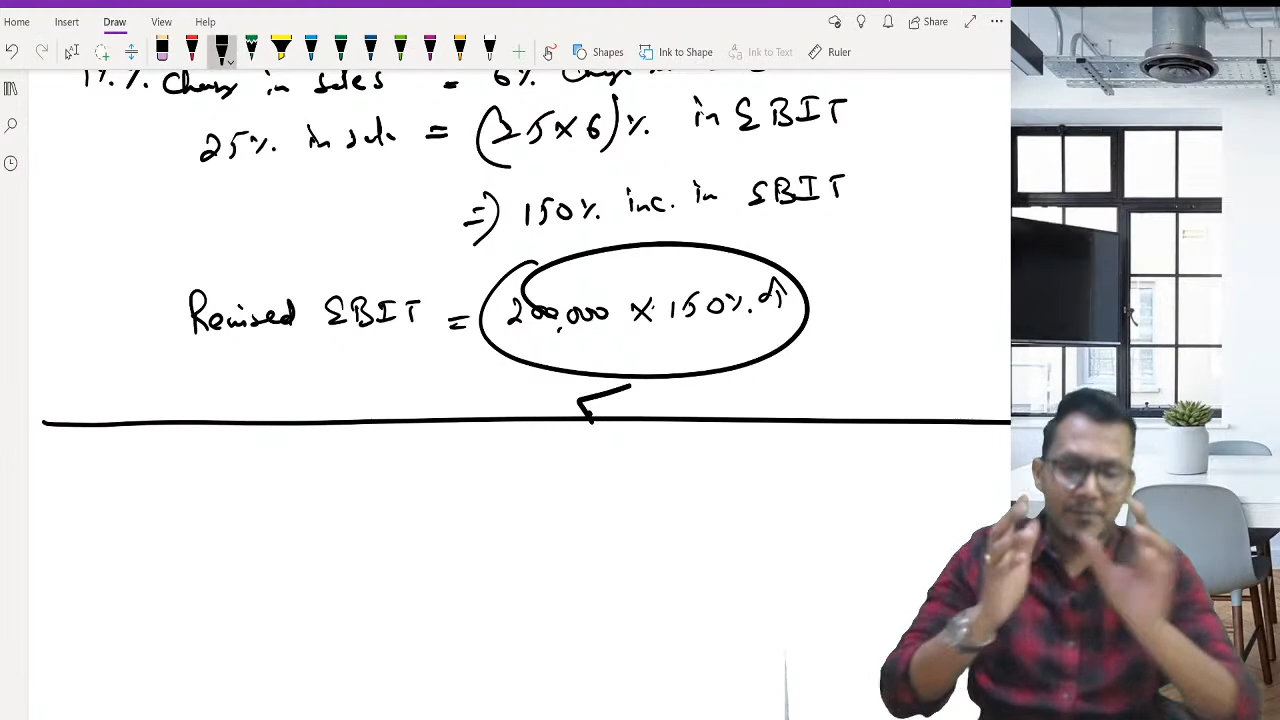 Home Insert Draw View Help
Share
Shapes Ink to Shape Ink to Text Ruler
1%. Change in sales = 6%
25%. in sale = (25×6)%. in EBIT
=) 150%. inc. in EBIT
Revised EBIT = 200,000 × 150%.